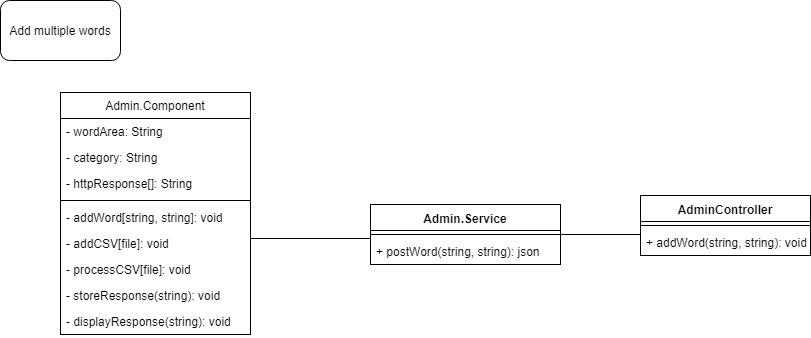 Add multiple words
Admin.Component
- wordArea: String
- category: String
- httpResponse[]: String
- addWord[string, string]: void
- addCSV[file]: void
- processCSV[file]: void
- storeResponse(string): void
- displayResponse(string): void
Admin.Service
+ postWord(string, string): json
AdminController
+ addWord(string, string): void